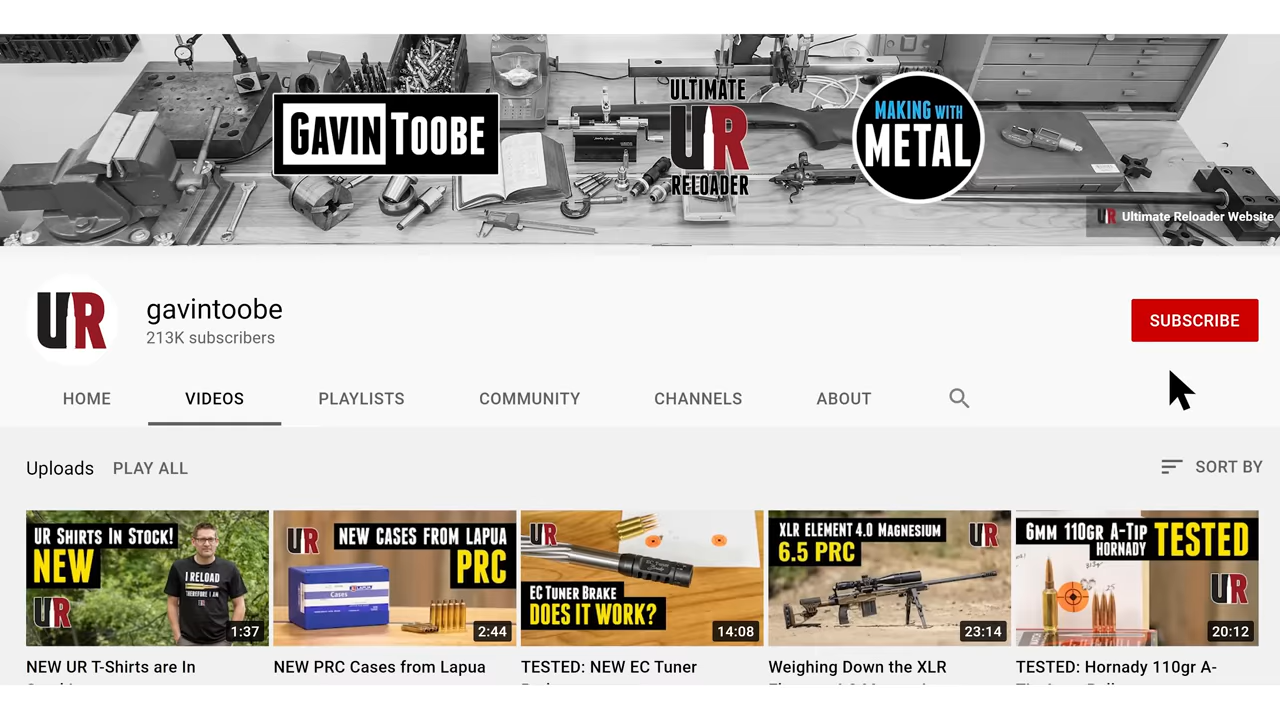 GAVIN TOOBE
ULTIMATE
UR
RELOADER
MAKING WITH
METAL
UR Ultimate Reloader Website
UR
gavintoobe
213K subscribers
SUBSCRIBE
HOME VIDEOS PLAYLISTS COMMUNITY CHANNELS ABOUT
Uploads PLAY ALL SORT BY
UR SHIRTS IN STOCK!
NEW
UR
I RELOAD
THEREFORE I AM
1:37
UR
NEW CASES FROM LAPUA
PRC
Cases
2:44
UR
EC TUNER BRAKE
DOES IT WORK?
14:08
XLR ELEMENT 4.0 MAGNESIUM
6.5 PRC
UR
23:14
6MM 110GR A-TIP
HORNADY
TESTED
UR
20:12
NEW UR T-Shirts are In
NEW PRC Cases from Lapua
TESTED: NEW EC Tuner
Weighing Down the XLR
TESTED: Hornady 110gr A-